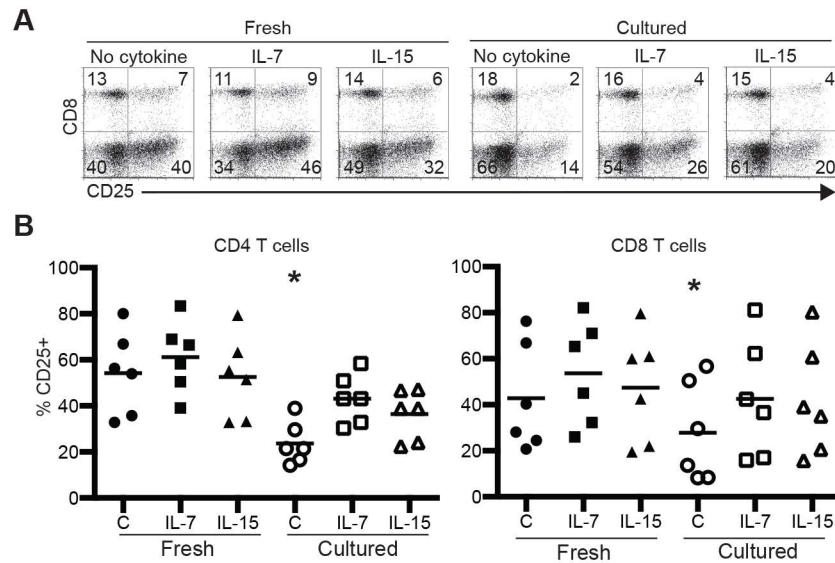 A
Fresh
Cultured
No cytokine
IL-7
IL-15
No cytokine
IL-7
IL-15
CD8
13 7
11 9
14 6
18 2
16 4
15 4
40 40
34 46
49 32
66 14
54 26
61 20
CD25
B
CD4 T cells
% CD25+
100
80
60
40
20
0
*
C IL-7 IL-15 C IL-7 IL-15
Fresh Cultured
CD8 T cells
100
80
60
40
20
0
*
C IL-7 IL-15 C IL-7 IL-15
Fresh Cultured